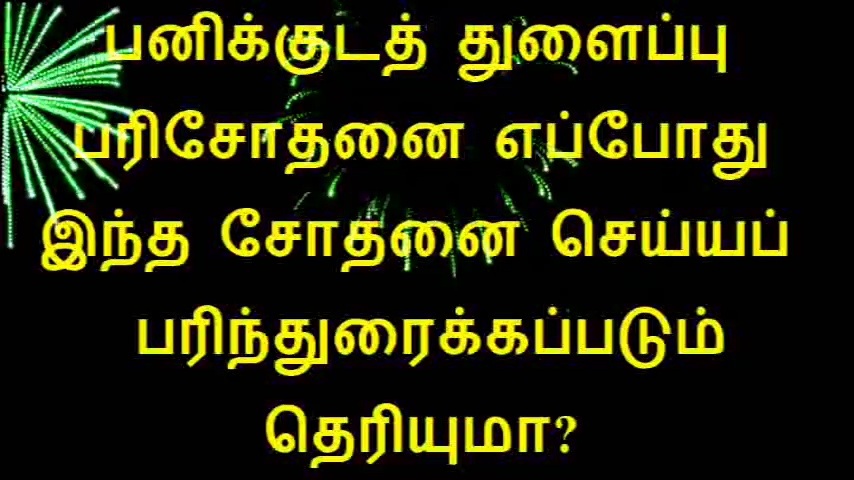 பனிக்குடத் துளைப்பு
பரிசோதனை எப்போது
இந்த சோதனை செய்யப்
பரிந்துரைக்கப்படும்
தெரியுமா?